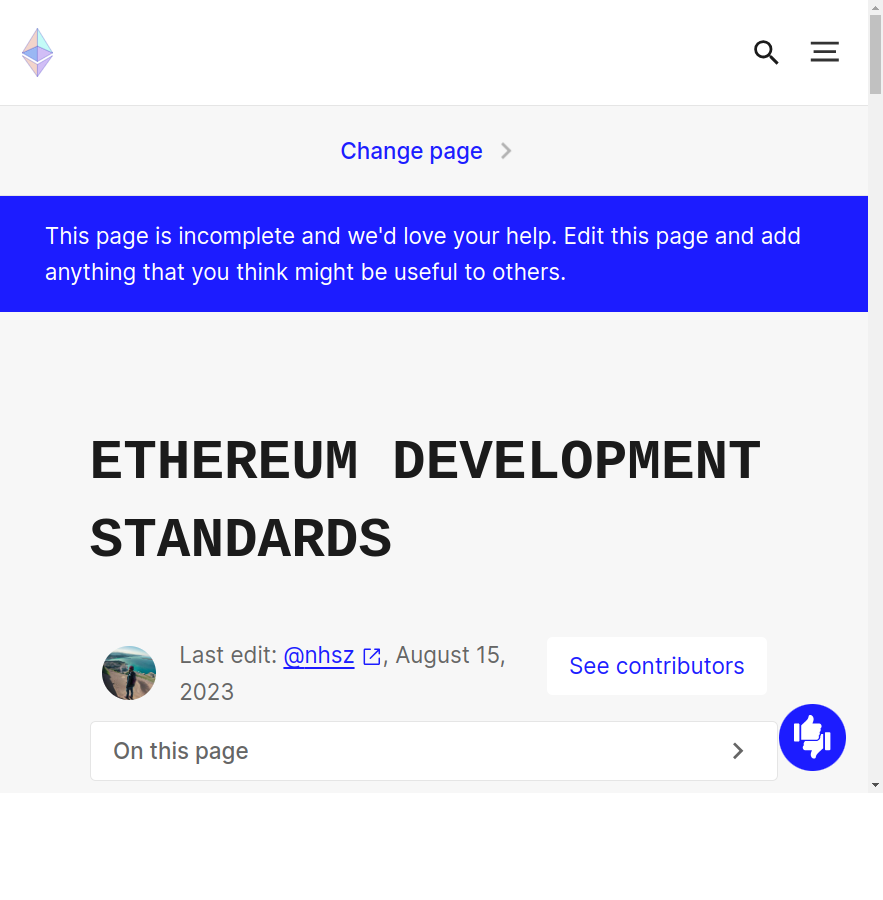 Change page
This page is incomplete and we'd love your help. Edit this page and add
anything that you think might be useful to others.
ETHEREUM DEVELOPMENT
STANDARDS
Last edit: @nhsz , August 15,
2023
See contributors
On this page